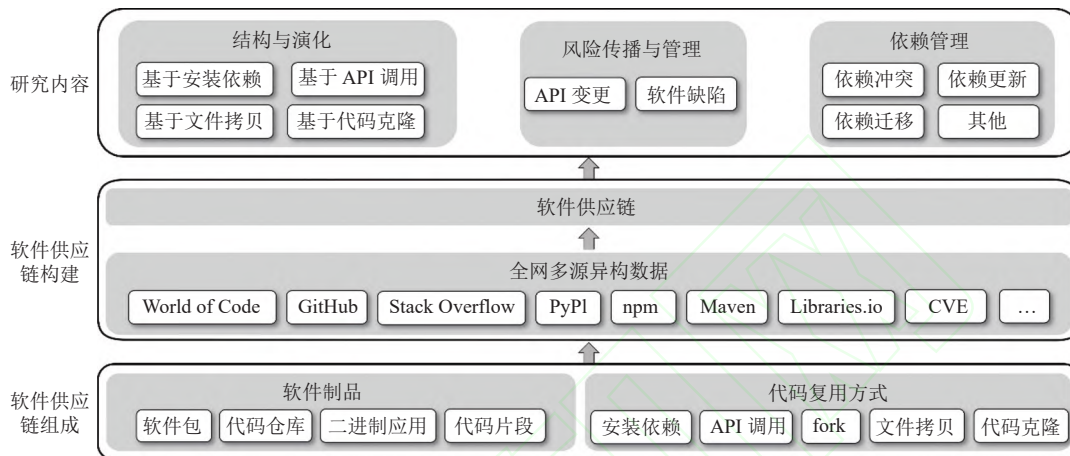 研究内容
结构与演化
基于安装依赖
基于 API 调用
基于文件拷贝
基于代码克隆
风险传播与管理
API 变更
软件缺陷
依赖管理
依赖冲突
依赖更新
依赖迁移
其他
软件供应
链构建
软件供应链
全网多源异构数据
World of Code
GitHub
Stack Overflow
PyPl
npm
Maven
Libraries.io
CVE
…
软件供应
链组成
软件制品
软件包
代码仓库
二进制应用
代码片段
代码复用方式
安装依赖
API 调用
fork
文件拷贝
代码克隆